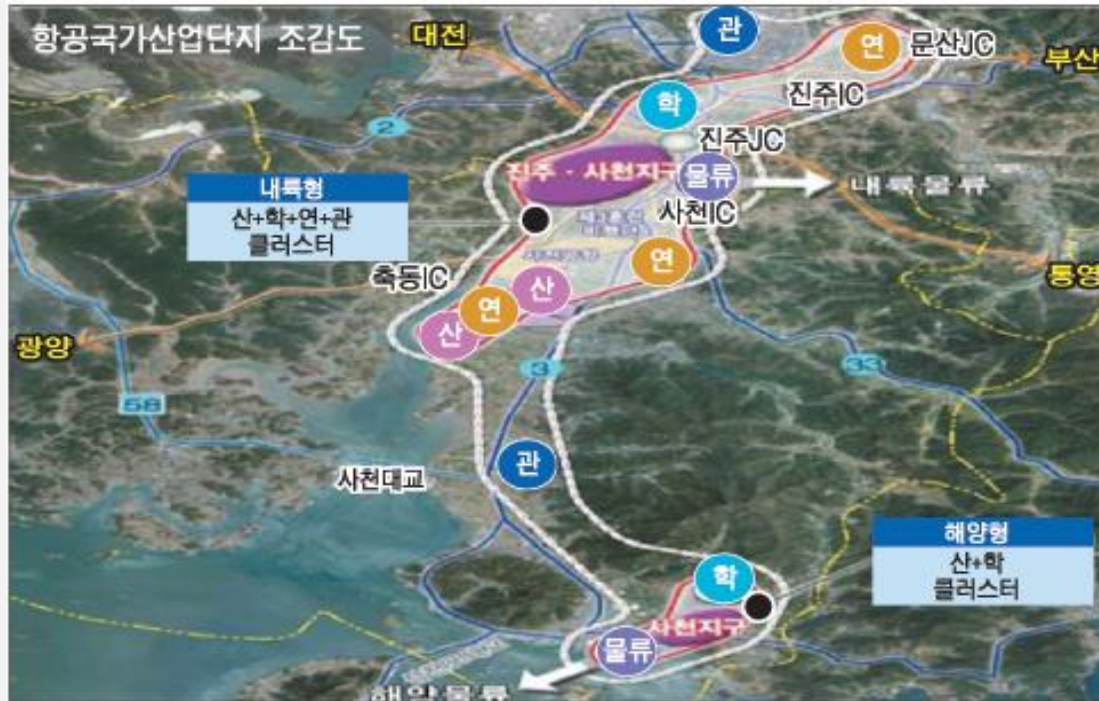 항공국가산업단지 조감도
대전
관
연
문산JC
부산
진주IC
학
2
진주JC
진주 · 사천지구
물류
내륙물류
내륙형
산+학+연+관
클러스터
사천IC
연
통영
축동IC
산
연
산
광양
3
33
58
관
사천대교
해양형
산+학
클러스터
학
사천지구
물류
해양물류